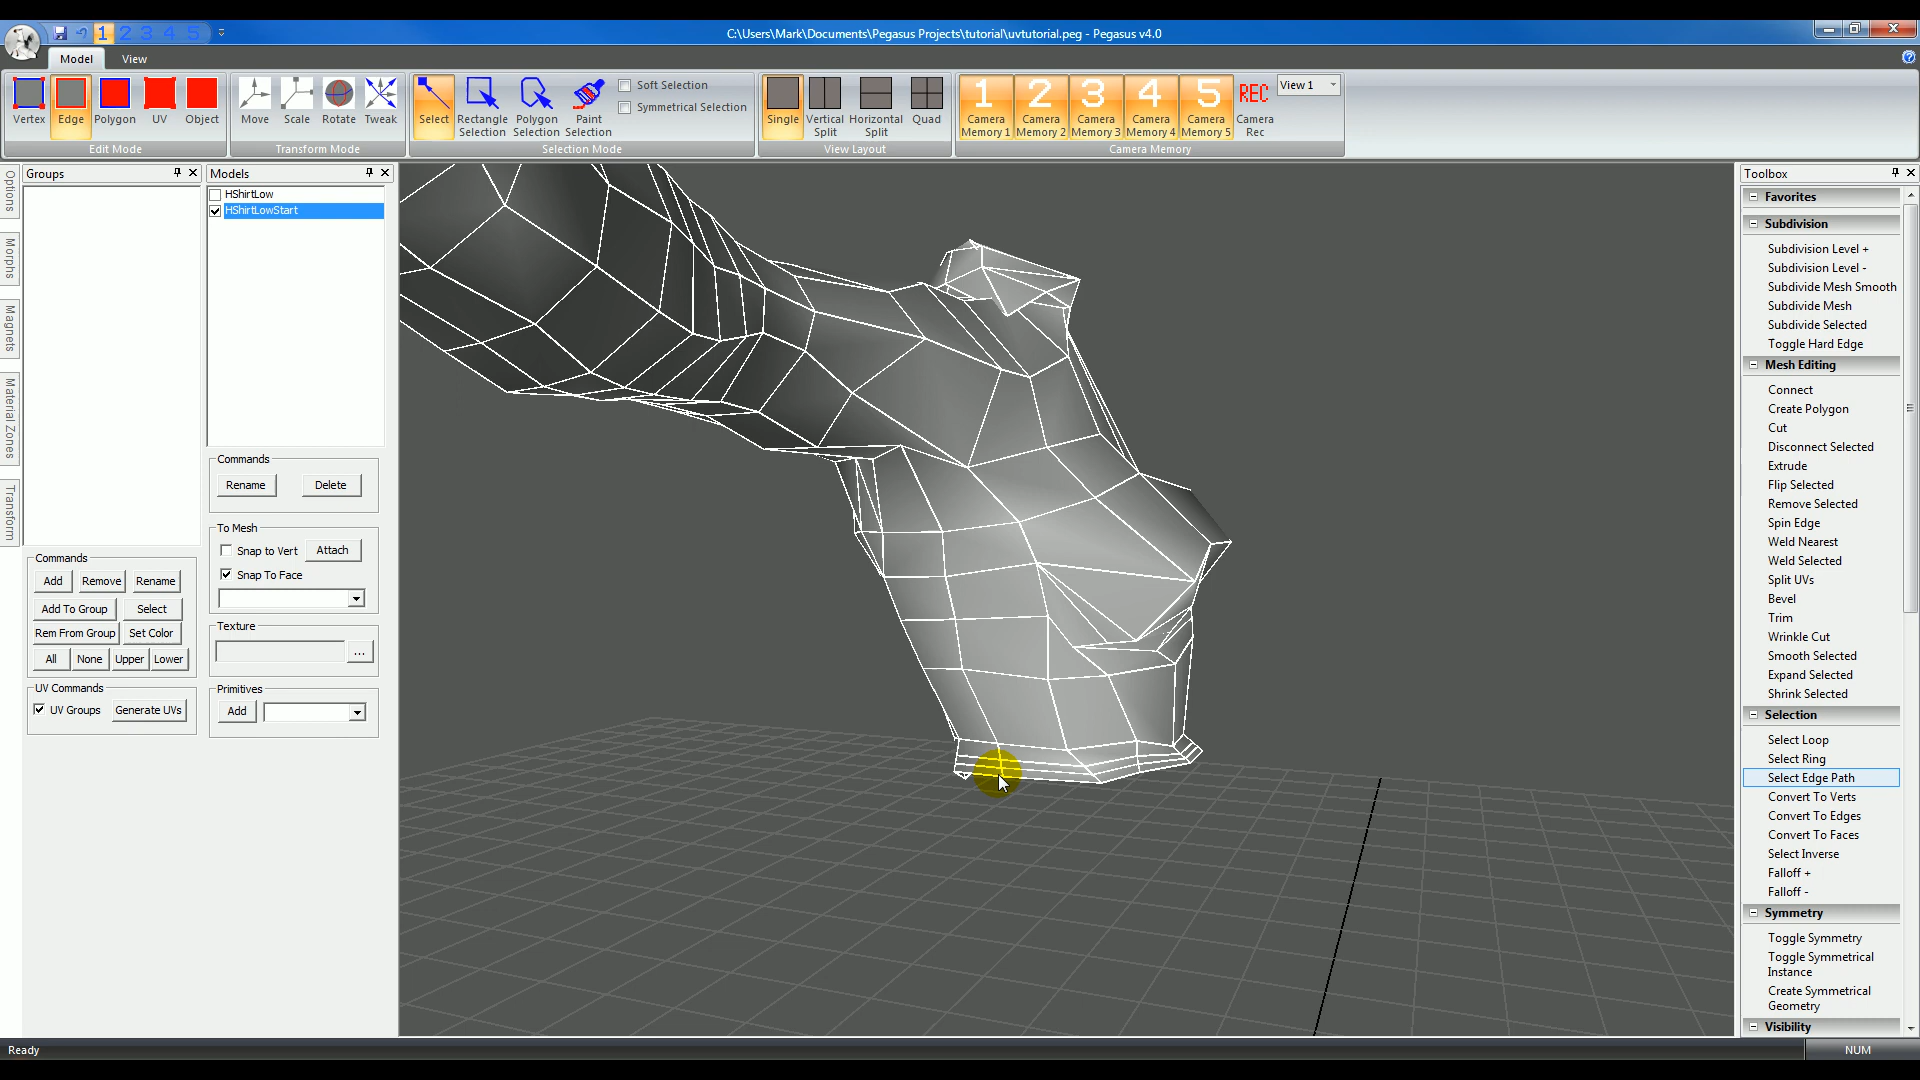 1 2 3 4 5
C:\Users\Mark\Documents\Pegasus Projects\tutorial\uvtutorial.peg - Pegasus v4.0
Model View
Vertex Edge Polygon UV Object
Edit Mode
Move Scale Rotate Tweak
Transform Mode
Select
Rectangle
Selection
Polygon
Selection
Paint
Selection
Soft Selection
Symmetrical Selection
Selection Mode
Single
Vertical
Split
Horizontal
Split
Quad
View Layout
1 2 3 4 5 REC
Camera
Memory 1
Camera
Memory 2
Camera
Memory 3
Camera
Memory 4
Camera
Memory 5
Camera
Rec
View 1
Camera Memory
Options
Morphs
Magnets
Material Zones
Transform
Groups
Commands
Add Remove Rename
Add To Group Select
Rem From Group Set Color
All None Upper Lower
UV Commands
UV Groups Generate UVs
Models
HShirtLow
HShirtLowStart
Commands
Rename Delete
To Mesh
Snap to Vert Attach
Snap To Face
Texture
...
Primitives
Add
Toolbox
Favorites
Subdivision
Subdivision Level +
Subdivision Level -
Subdivide Mesh Smooth
Subdivide Mesh
Subdivide Selected
Toggle Hard Edge
Mesh Editing
Connect
Create Polygon
Cut
Disconnect Selected
Extrude
Flip Selected
Remove Selected
Spin Edge
Weld Nearest
Weld Selected
Split UVs
Bevel
Trim
Wrinkle Cut
Smooth Selected
Expand Selected
Shrink Selected
Selection
Select Loop
Select Ring
Select Edge Path
Convert To Verts
Convert To Edges
Convert To Faces
Select Inverse
Falloff +
Falloff -
Symmetry
Toggle Symmetry
Toggle Symmetrical
Instance
Create Symmetrical
Geometry
Visibility
Ready
NUM